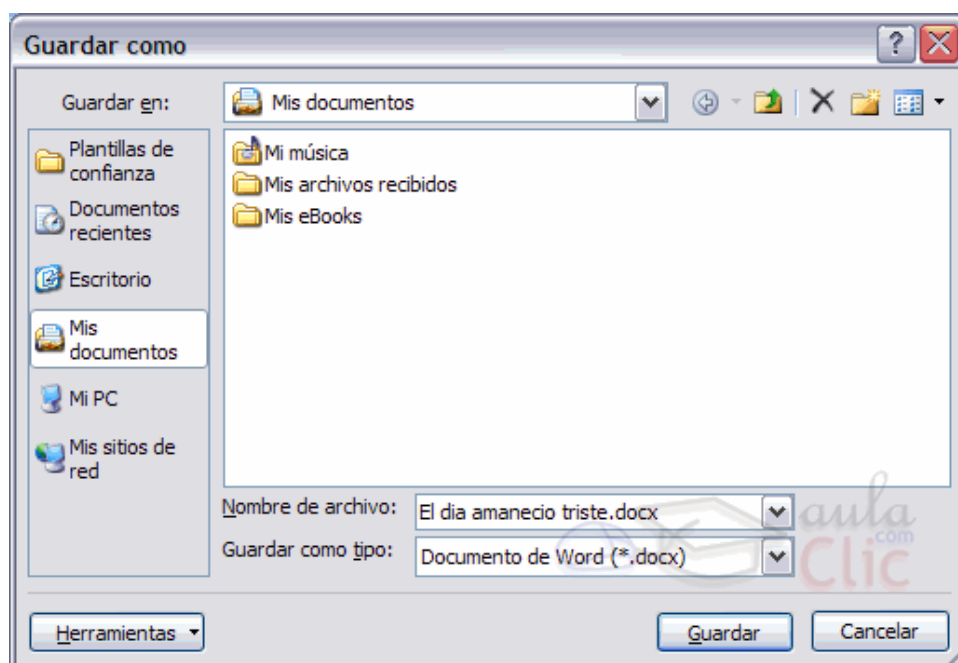 Guardar como
Guardar en:
Mis documentos
Plantillas de
confianza
Documentos
recientes
Escritorio
Mis
documentos
Mi PC
Mis sitios de
red
Mi música
Mis archivos recibidos
Mis eBooks
Nombre de archivo:
El dia amanecio triste.docx
Guardar como tipo:
Documento de Word (*.docx)
aula
.com
Clic
Herramientas
Guardar
Cancelar